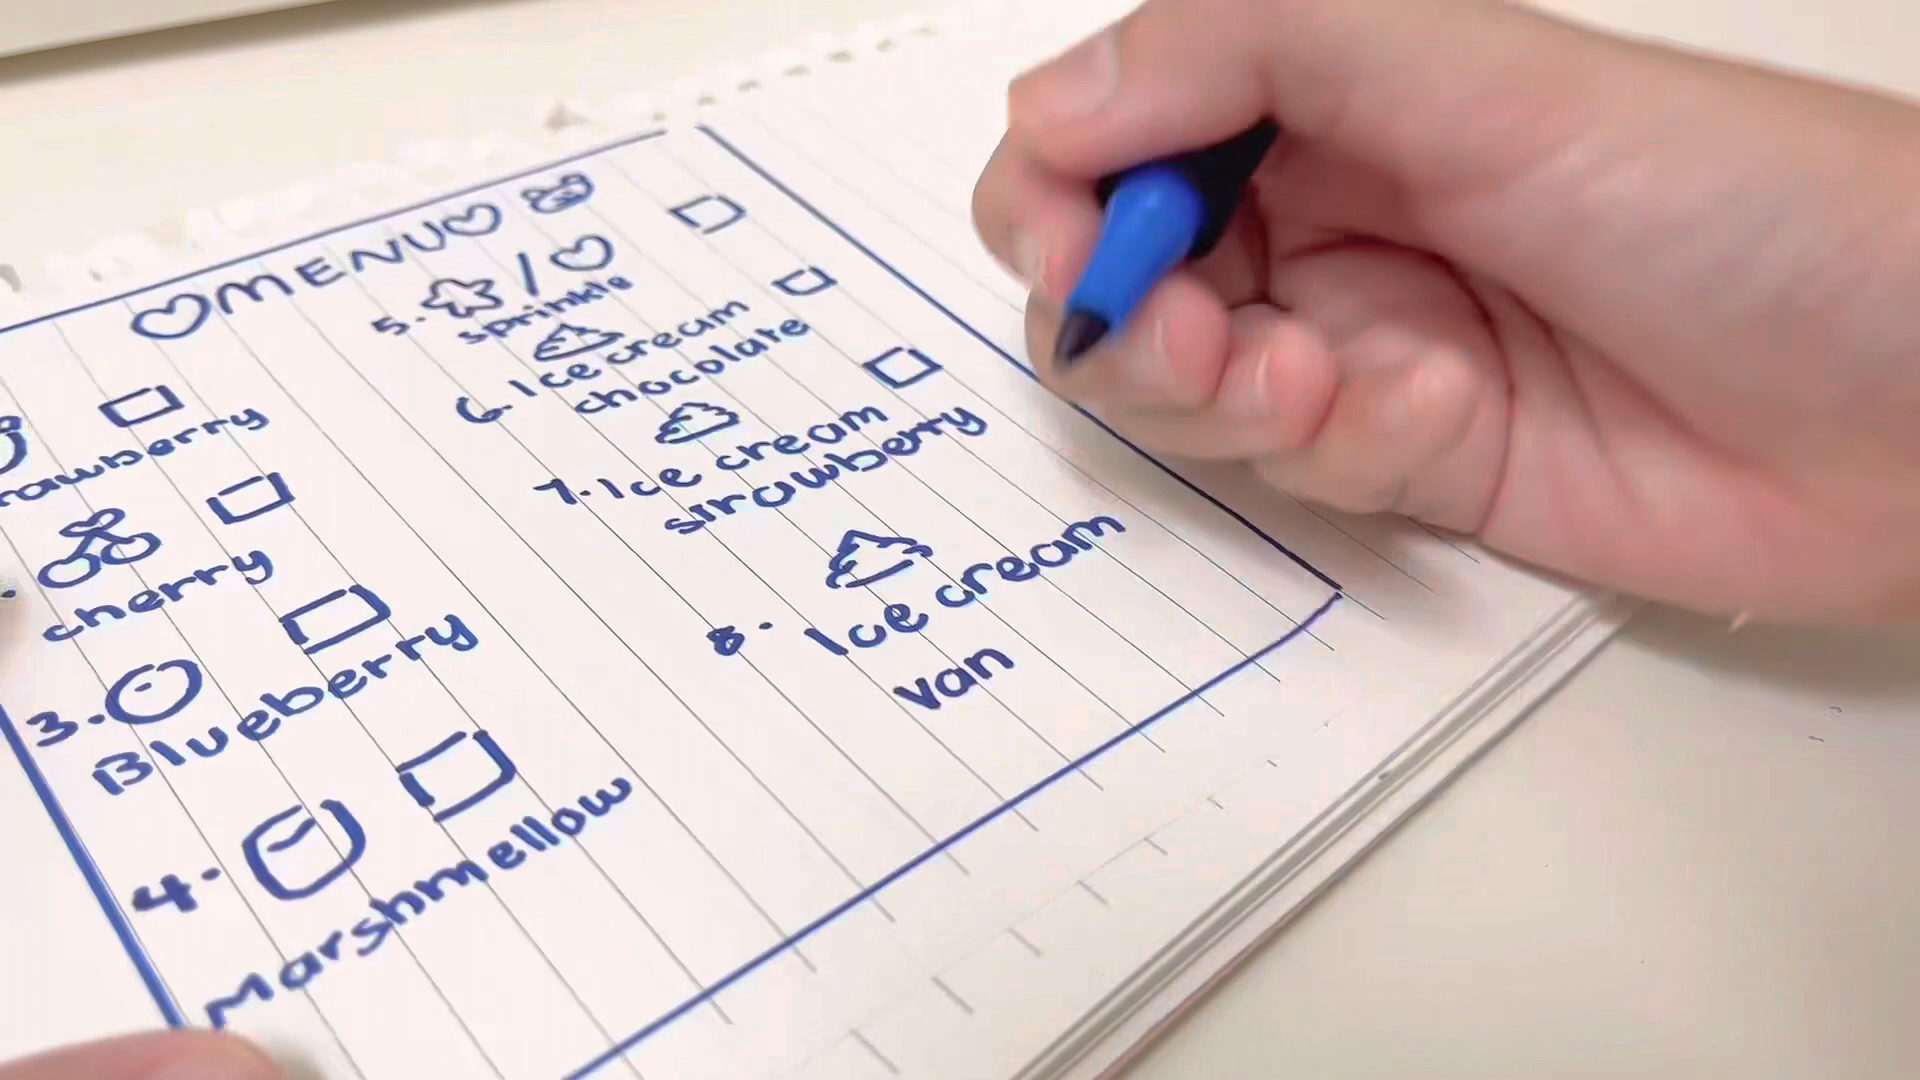 MENU
rawberry
cherry
3.
Blueberry
4.
Marshmellow
5. /
sprinkle
6. Ice cream
chocolate
7. Ice cream
strawberry
8. Ice cream
van